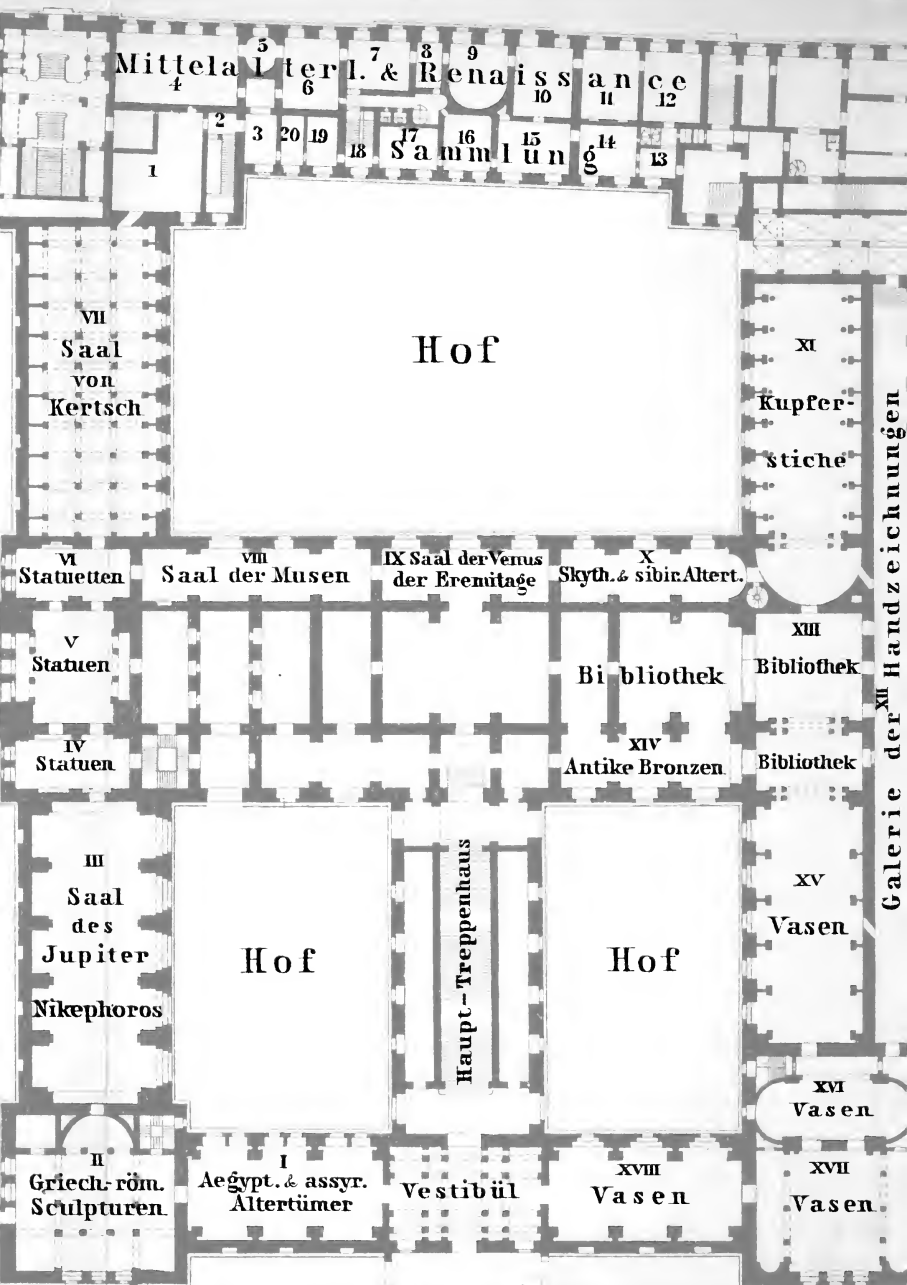 5
7
8
9
Mittelalterl. & Renaissance
4
6
10
11
12
2
3
20
19
18
17
16
15
14
13
Sammlung
1
VII
Saal
von
Kertsch
Hof
XI
Kupfer-
stiche
VI
Statuetten
VIII
Saal der Musen
IX Saal der Venus
der Eremitage
X
Skyth. & sibir. Altert.
V
Statuen
Bibliothek
XIII
Bibliothek
Galerie der XII Handzeichnungen
IV
Statuen
XIV
Antike Bronzen
Bibliothek
III
Saal
des
Jupiter
Nikephoros
Hof
Haupt-Treppenhaus
Hof
XV
Vasen
XVI
Vasen
II
Griech.-röm.
Sculpturen
I
Aegypt. & assyr.
Altertümer
Vestibül
XVIII
Vasen
XVII
Vasen